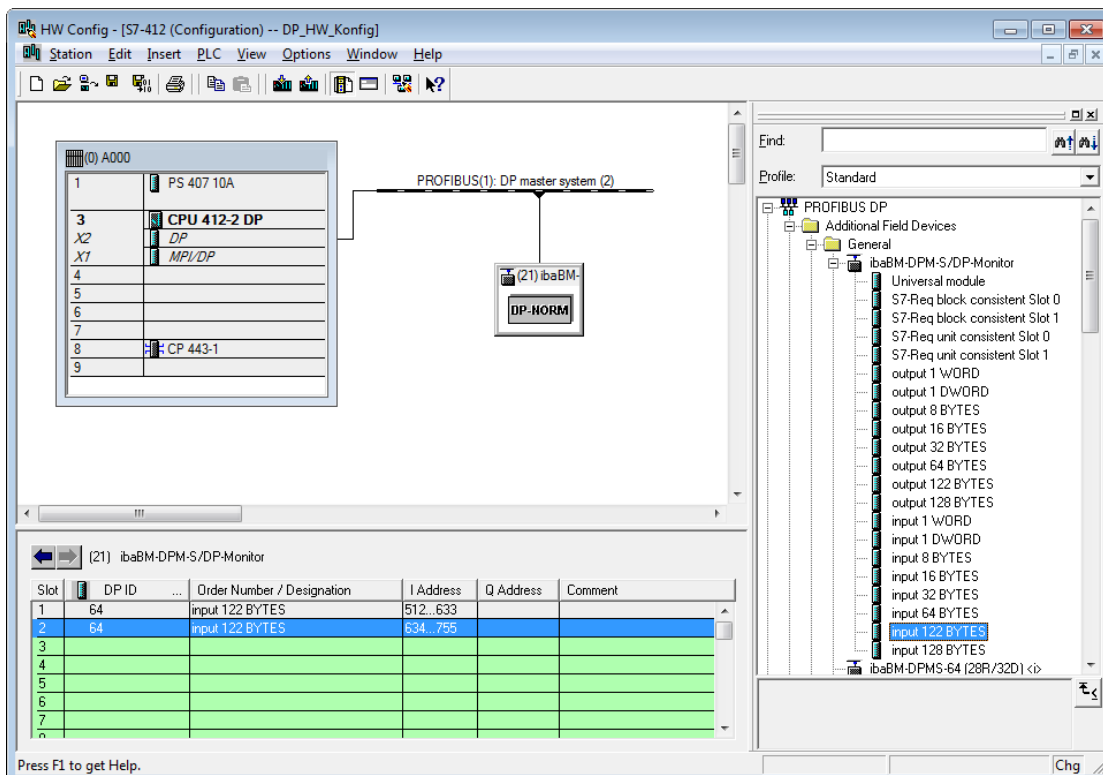 HW Config - [S7-412 (Configuration) -- DP_HW_Konfig]
Station Edit Insert PLC View Options Window Help
(0) A000
1 PS 407 10A
3 CPU 412-2 DP
X2 DP
X1 MPI/DP
4
5
6
7
8 CP 443-1
9
PROFIBUS(1): DP master system (2)
(21) ibaBM-
DP-NORM
Find:
Profile: Standard
PROFIBUS DP
Additional Field Devices
General
ibaBM-DPM-S/DP-Monitor
Universal module
S7-Req block consistent Slot 0
S7-Req block consistent Slot 1
S7-Req unit consistent Slot 0
S7-Req unit consistent Slot 1
output 1 WORD
output 1 DWORD
output 8 BYTES
output 16 BYTES
output 32 BYTES
output 64 BYTES
output 122 BYTES
output 128 BYTES
input 1 WORD
input 1 DWORD
input 8 BYTES
input 16 BYTES
input 32 BYTES
input 64 BYTES
input 122 BYTES
input 128 BYTES
ibaBM-DPMS-64 (28R/32D) <i>
(21) ibaBM-DPM-S/DP-Monitor
Slot DP ID ... Order Number / Designation I Address Q Address Comment
1 64 input 122 BYTES 512...633
2 64 input 122 BYTES 634...755
3
4
5
6
7
Press F1 to get Help.
Chg